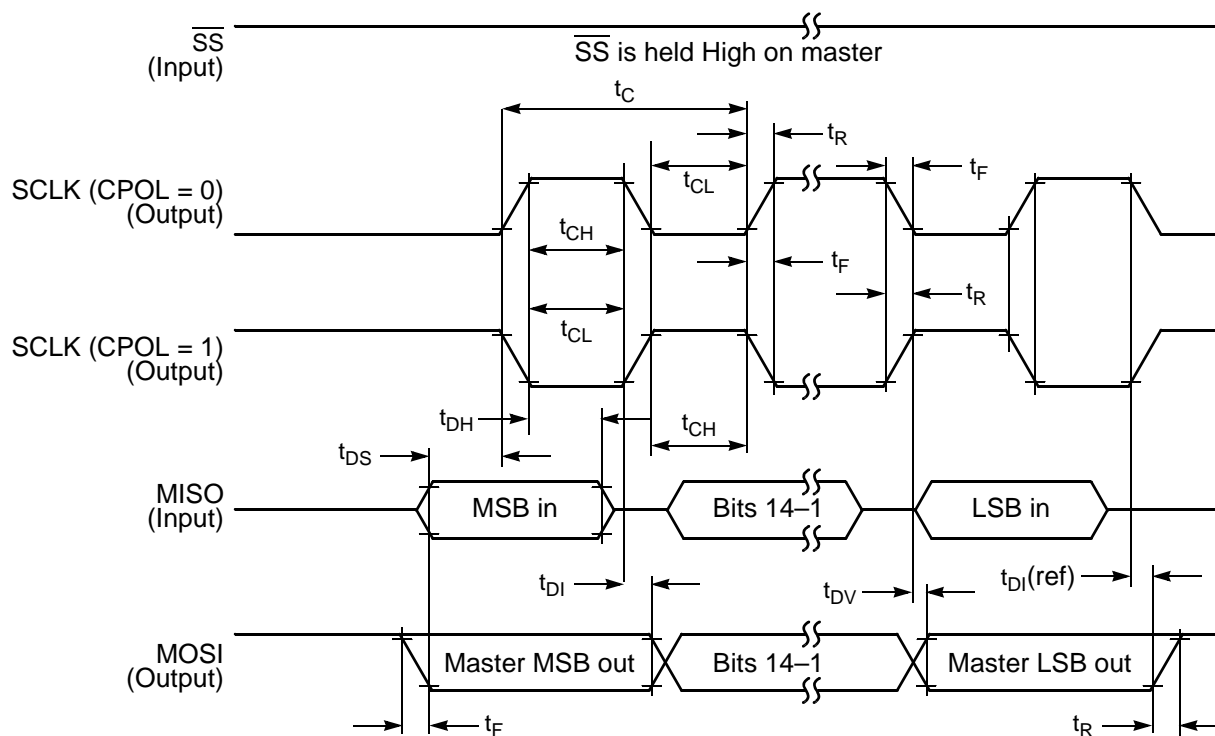 SS
(Input)
SS is held High on master
tC
tR
tF
SCLK (CPOL = 0)
(Output)
tCL
tCH
tF
tR
tCL
SCLK (CPOL = 1)
(Output)
tDH
tCH
tDS
MISO
(Input)
MSB in
Bits 14–1
LSB in
tDI
tDV
tDI(ref)
MOSI
(Output)
Master MSB out
Bits 14–1
Master LSB out
tF
tR